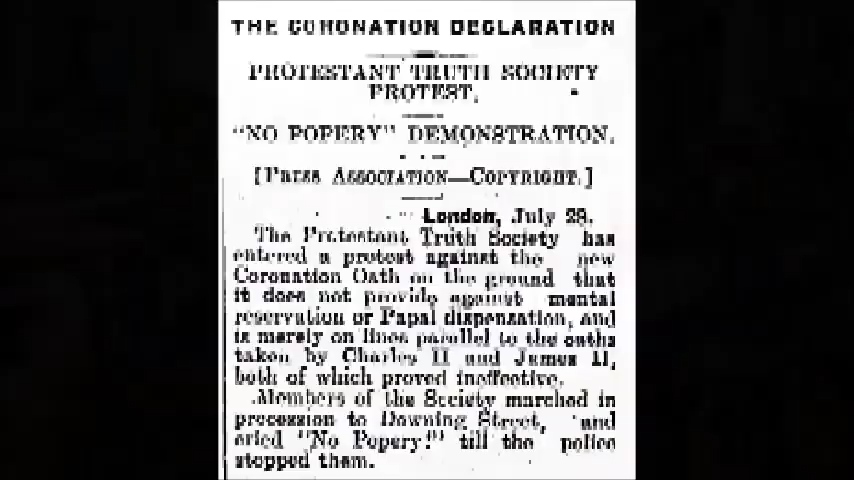 THE CORONATION DECLARATION
PROTESTANT TRUTH SOCIETY
PROTEST.
"NO POPERY" DEMONSTRATION.
[PRESS ASSOCIATION—COPYRIGHT.]
London, July 28.
The Protestant Truth Society has
entered a protest against the new
Coronation Oath on the ground that
it does not provide against mental
reservation or Papal dispensation, and
is merely on lines parallel to the oaths
taken by Charles II and James II,
both of which proved ineffective.
Members of the Society marched in
procession to Downing Street, and
cried "No Popery!" till the police
stopped them.